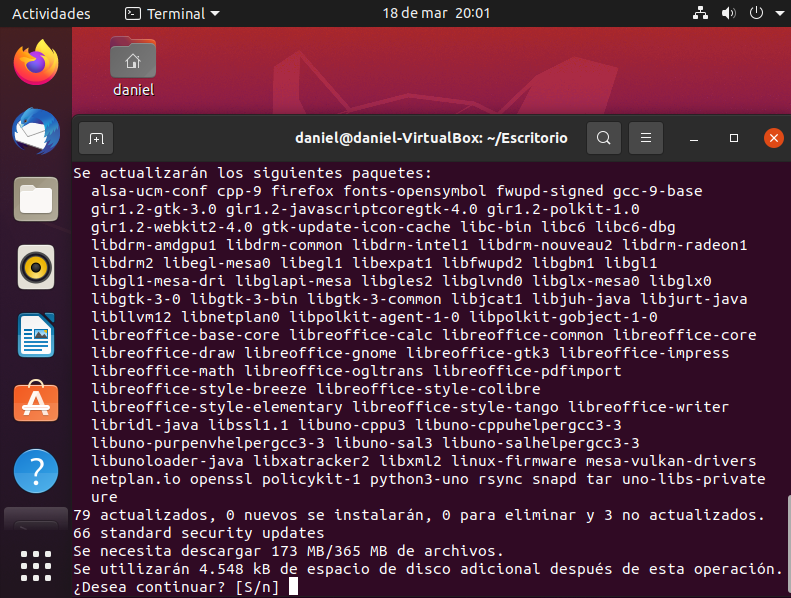 Actividades
Terminal
18 de mar 20:01
daniel
daniel@daniel-VirtualBox: ~/Escritorio
Se actualizarán los siguientes paquetes:
alsa-ucm-conf cpp-9 firefox fonts-opensymbol fwupd-signed gcc-9-base
gir1.2-gtk-3.0 gir1.2-javascriptcoregtk-4.0 gir1.2-polkit-1.0
gir1.2-webkit2-4.0 gtk-update-icon-cache libc-bin libc6 libc6-dbg
libdrm-amdgpu1 libdrm-common libdrm-intel1 libdrm-nouveau2 libdrm-radeon1
libdrm2 libegl-mesa0 libegl1 libexpat1 libfwupd2 libgbm1 libgl1
libgl1-mesa-dri libglapi-mesa libgles2 libglvnd0 libglx-mesa0 libglx0
libgtk-3-0 libgtk-3-bin libgtk-3-common libjcat1 libjuh-java libjurt-java
libllvm12 libnetplan0 libpolkit-agent-1-0 libpolkit-gobject-1-0
libreoffice-base-core libreoffice-calc libreoffice-common libreoffice-core
libreoffice-draw libreoffice-gnome libreoffice-gtk3 libreoffice-impress
libreoffice-math libreoffice-ogltrans libreoffice-pdfimport
libreoffice-style-breeze libreoffice-style-colibre
libreoffice-style-elementary libreoffice-style-tango libreoffice-writer
libridl-java libssl1.1 libuno-cppu3 libuno-cppuhelpergcc3-3
libuno-purpenvhelpergcc3-3 libuno-sal3 libuno-salhelpergcc3-3
libunoloader-java libxatracker2 libxml2 linux-firmware mesa-vulkan-drivers
netplan.io openssl policykit-1 python3-uno rsync snapd tar uno-libs-private
ure
79 actualizados, 0 nuevos se instalarán, 0 para eliminar y 3 no actualizados.
66 standard security updates
Se necesita descargar 173 MB/365 MB de archivos.
Se utilizarán 4.548 kB de espacio de disco adicional después de esta operación.
¿Desea continuar? [S/n]